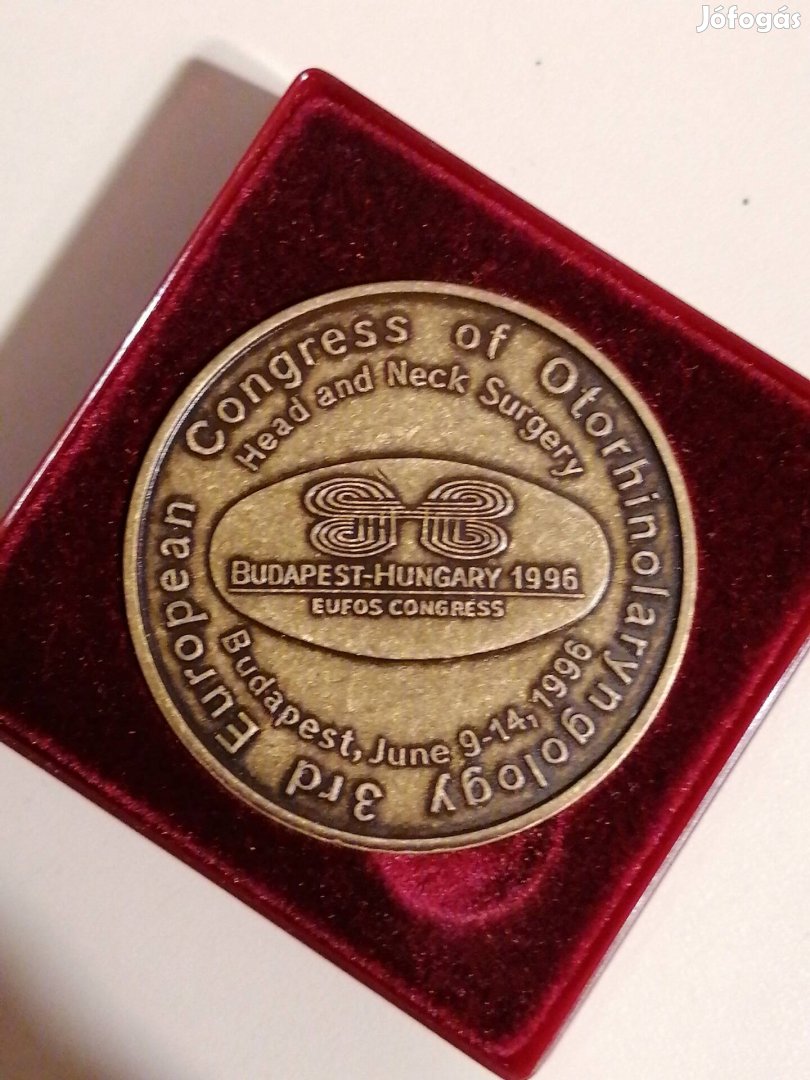 Jófogás
3rd European Congress of Otorhinolaryngology
Head and Neck Surgery
BUDAPEST-HUNGARY 1996
EUFOS CONGRESS
Budapest, June 9-14, 1996